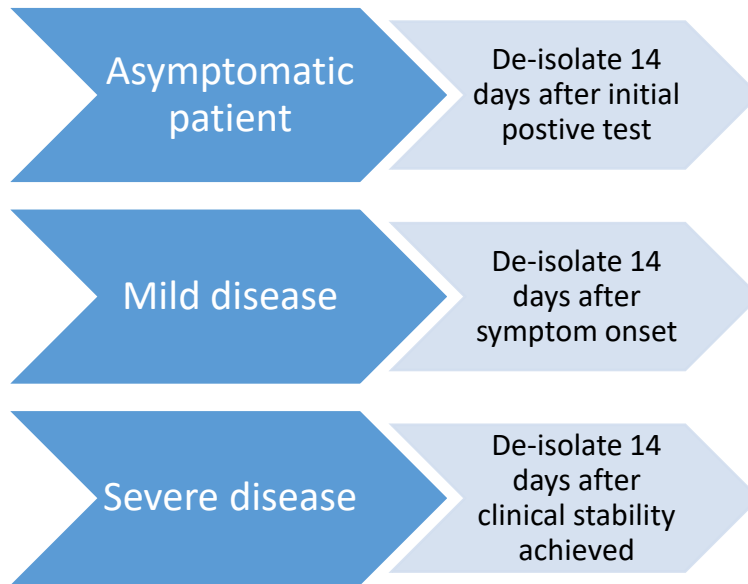 Asymptomatic
patient
De-isolate 14
days after initial
postive test
Mild disease
De-isolate 14
days after
symptom onset
Severe disease
De-isolate 14
days after
clinical stability
achieved